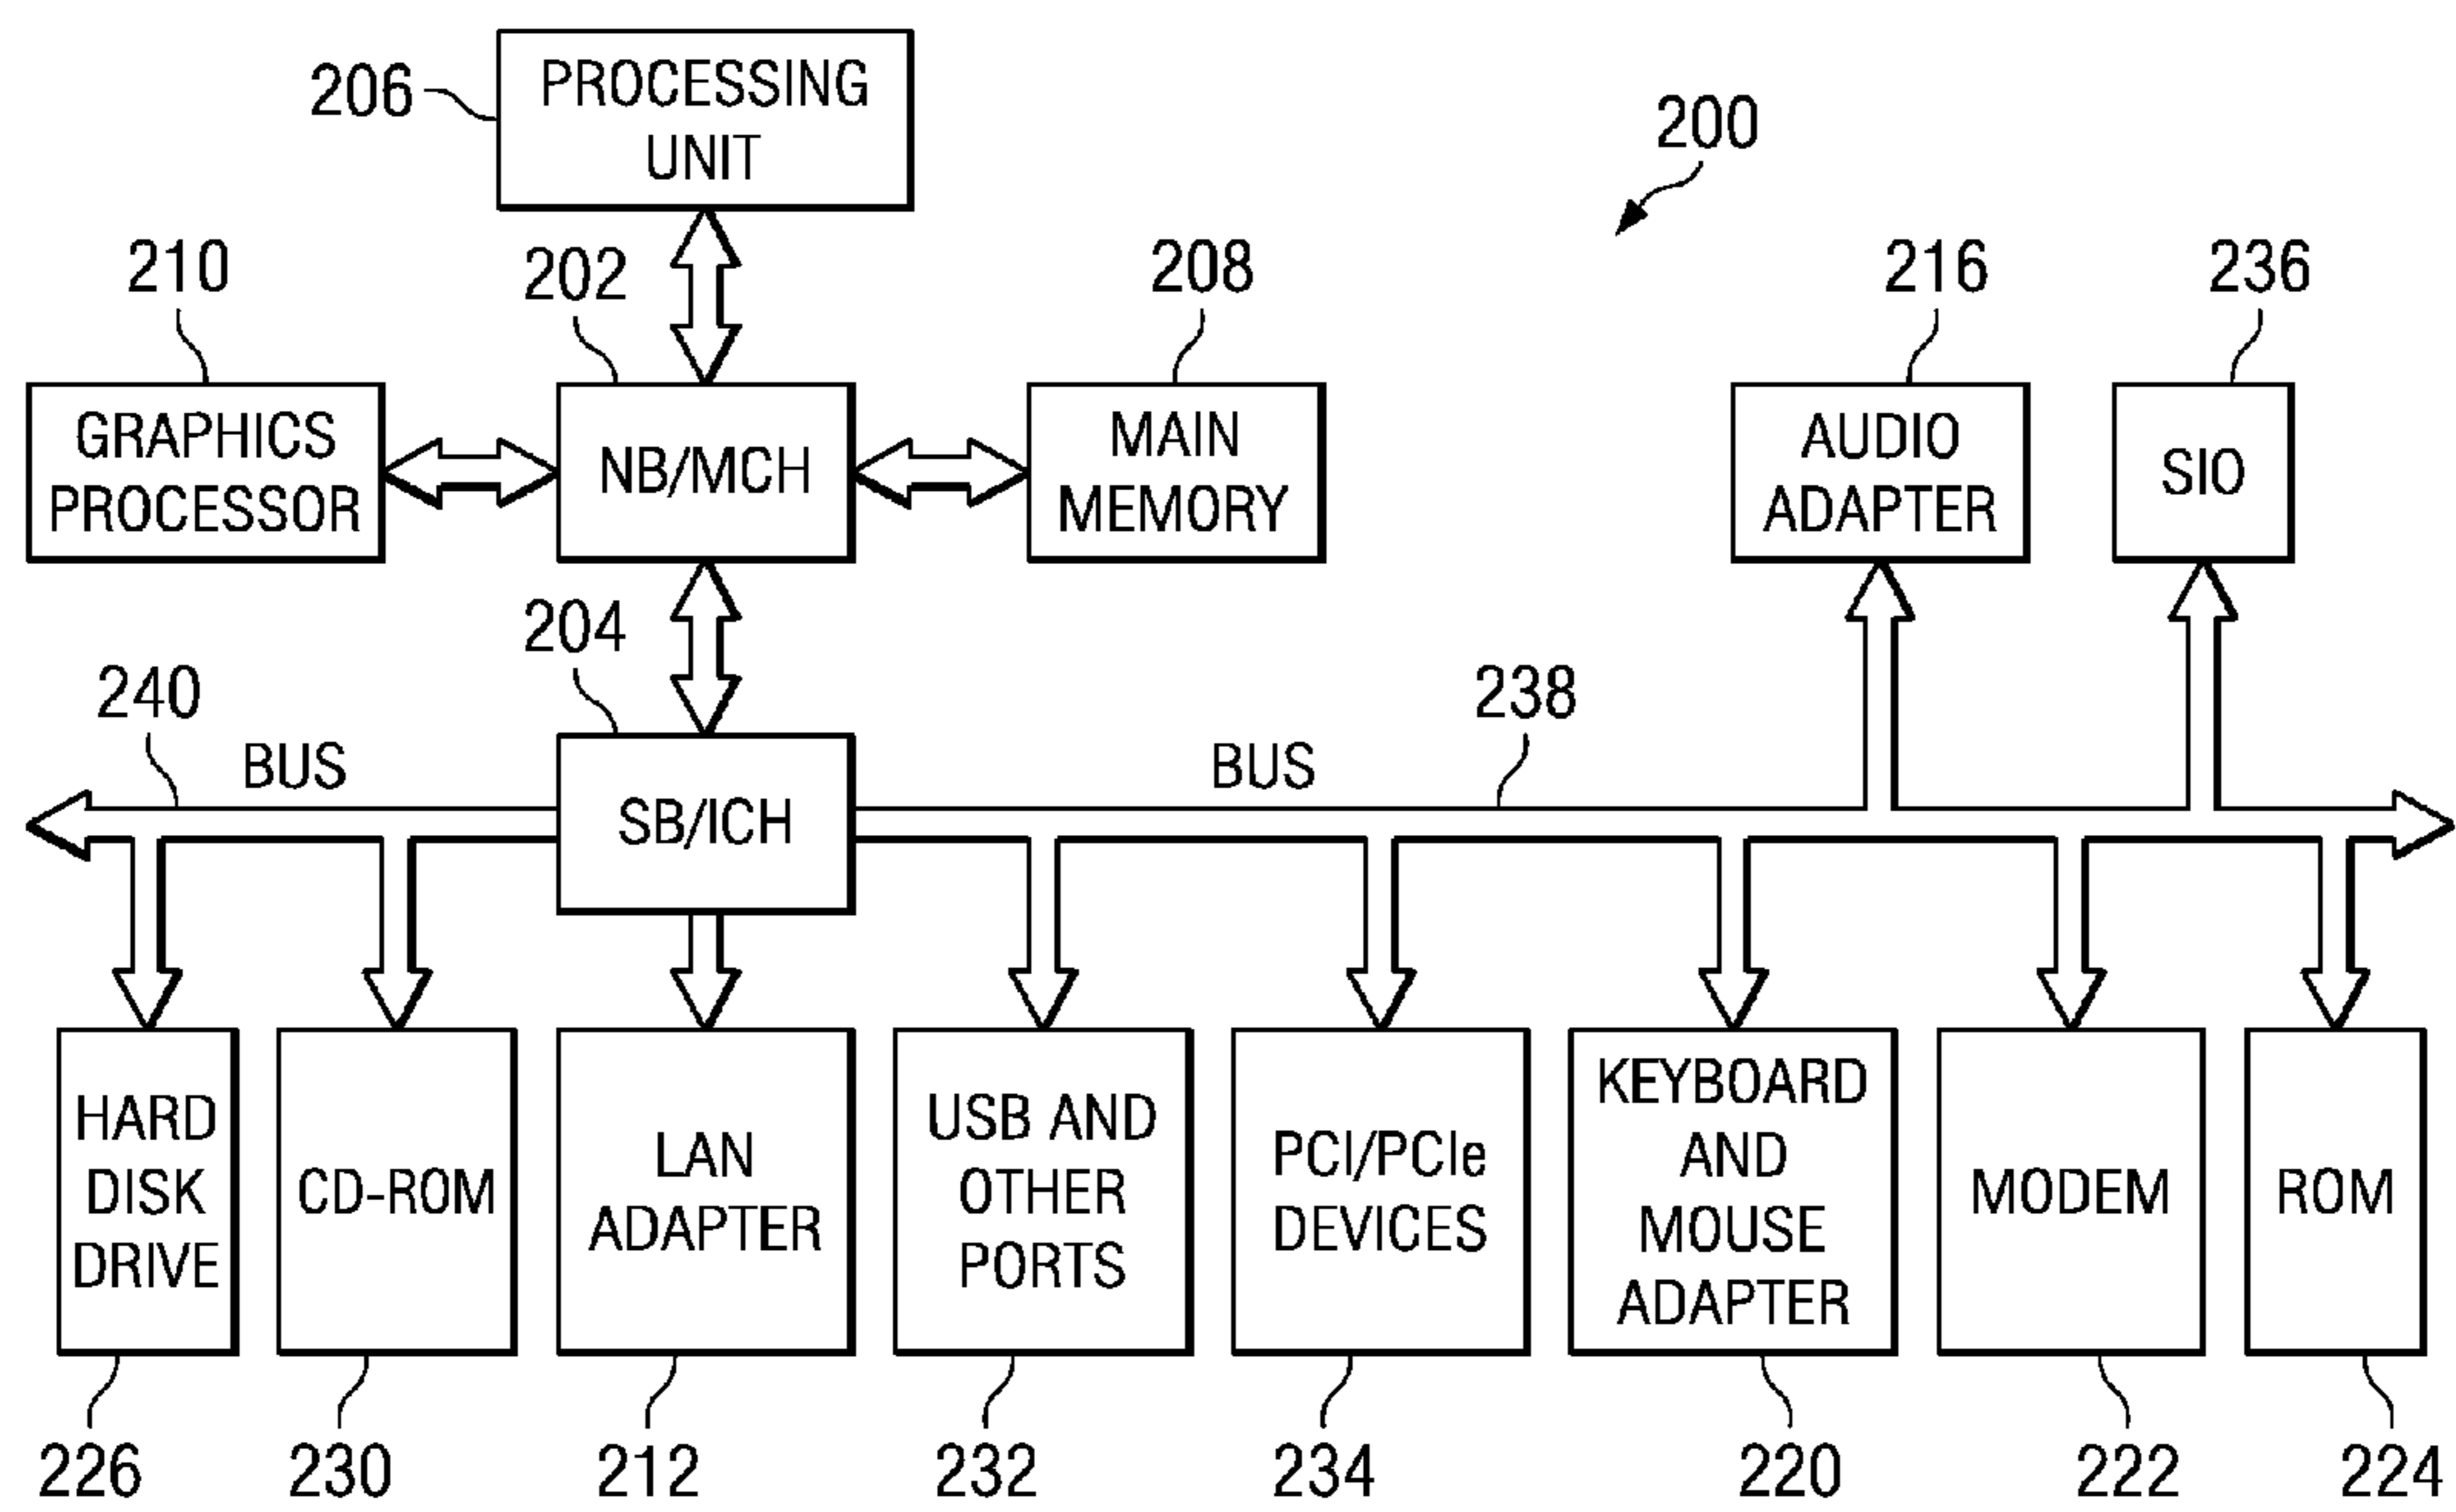 206
PROCESSING
UNIT
200
210
202
208
216
236
GRAPHICS
PROCESSOR
NB/MCH
MAIN
MEMORY
AUDIO
ADAPTER
SIO
204
240
BUS
BUS
238
SB/ICH
HARD
DISK
DRIVE
CD-ROM
LAN
ADAPTER
USB AND
OTHER
PORTS
PCI/PCIe
DEVICES
KEYBOARD
AND
MOUSE
ADAPTER
MODEM
ROM
226
230
212
232
234
220
222
224